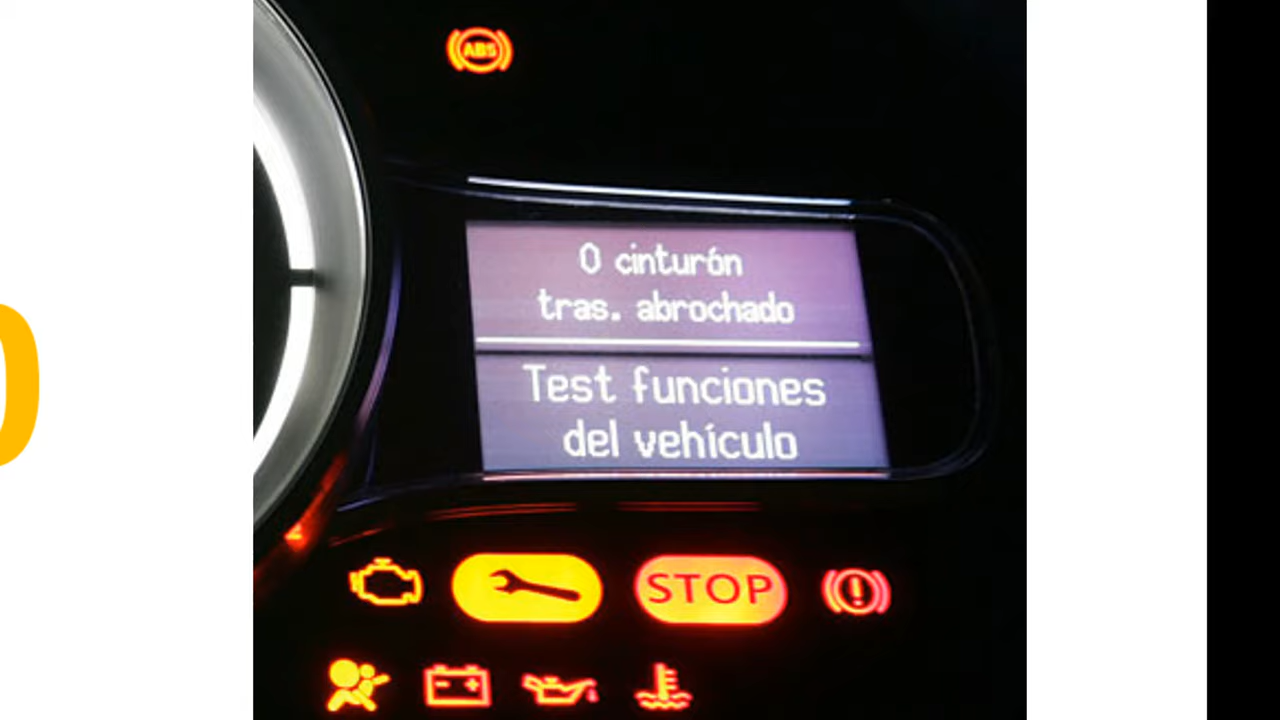 ABS
0 cinturón
tras. abrochado
Test funciones
del vehículo
STOP